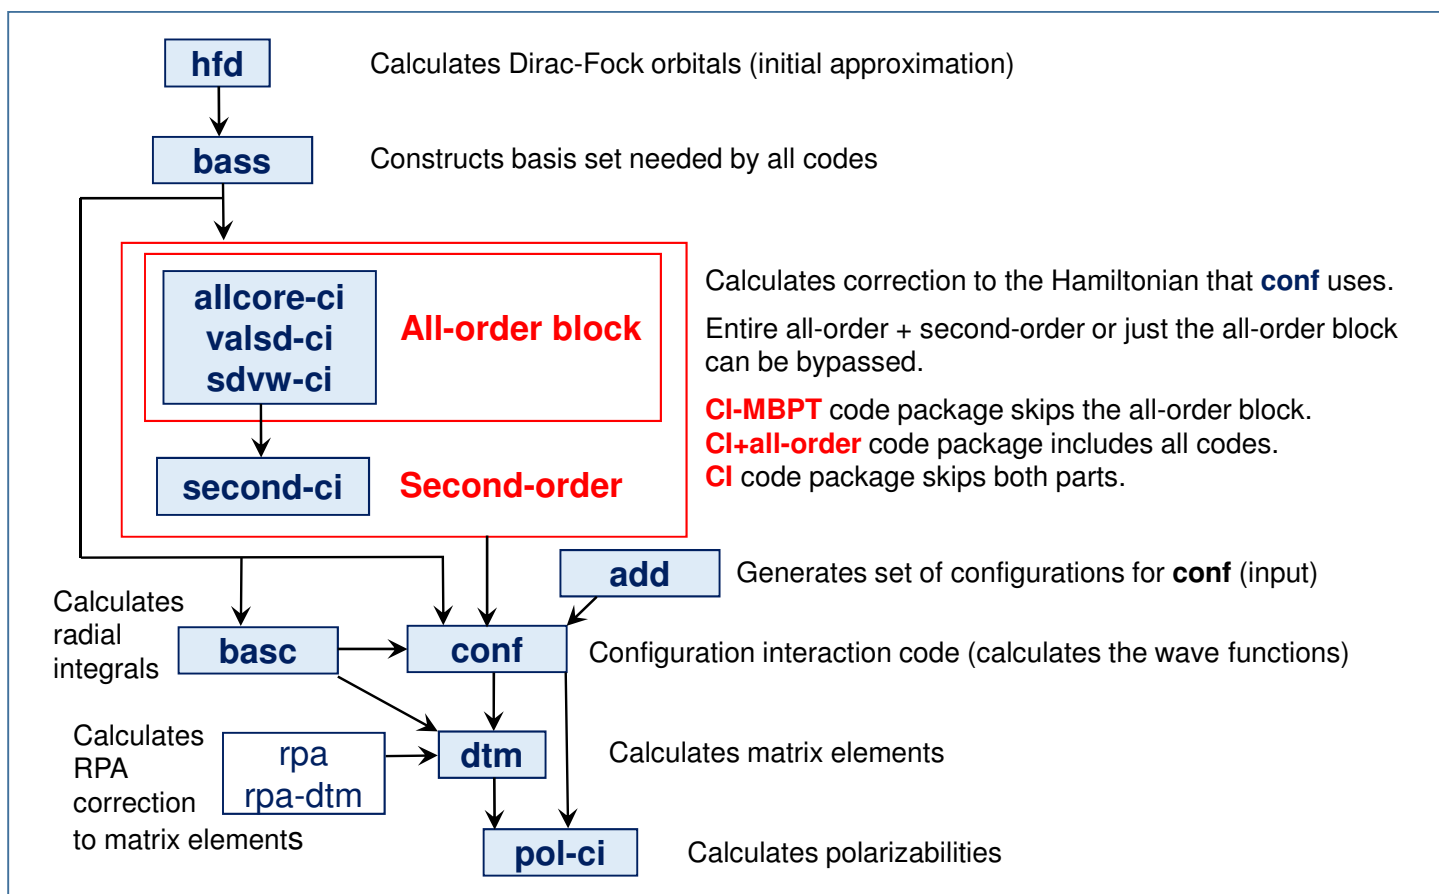 hfd
Calculates Dirac-Fock orbitals (initial approximation)
bass
Constructs basis set needed by all codes
allcore-ci
valsd-ci
sdvw-ci
All-order block
second-ci
Second-order
Calculates correction to the Hamiltonian that conf uses.
Entire all-order + second-order or just the all-order block
can be bypassed.
CI-MBPT code package skips the all-order block.
CI+all-order code package includes all codes.
CI code package skips both parts.
add
Generates set of configurations for conf (input)
Calculates
radial
integrals
basc
conf
Configuration interaction code (calculates the wave functions)
Calculates
RPA
correction
to matrix elements
rpa
rpa-dtm
dtm
Calculates matrix elements
pol-ci
Calculates polarizabilities